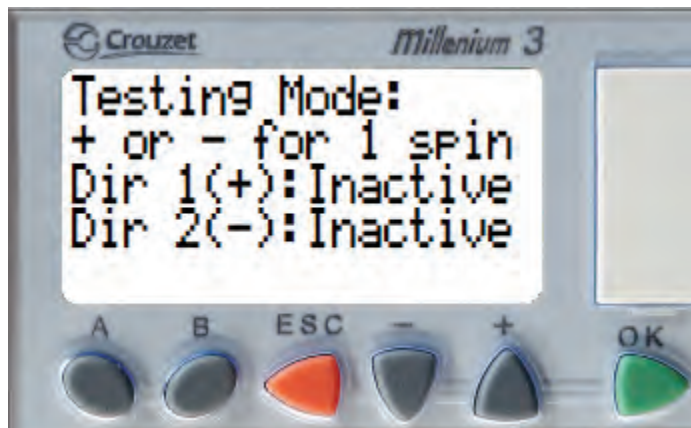 Crouzet
Millenium 3
Testing Mode:
+ or - for 1 spin
Dir 1(+):Inactive
Dir 2(-):Inactive
A B ESC - + OK